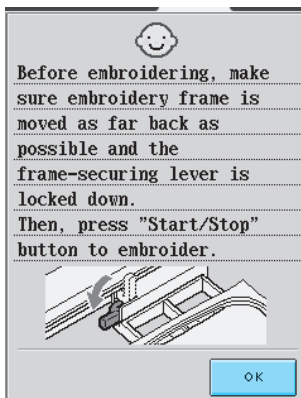 Before embroidering, make
sure embroidery frame is
moved as far back as
possible and the
frame-securing lever is
locked down.
Then, press "Start/Stop"
button to embroider.
OK